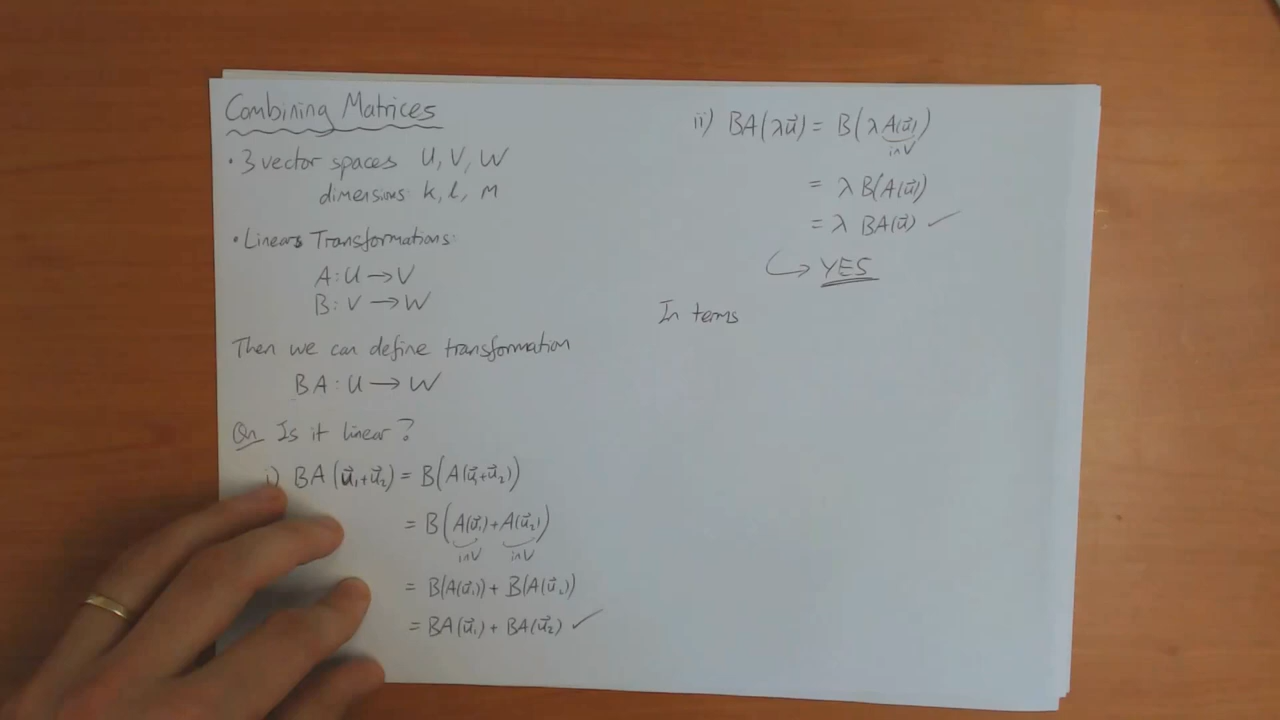 Combining Matrices
• 3 vector spaces U, V, W
dimensions k, l, m
• Linear Transformations:
A: U → V
B: V → W
Then we can define transformation
BA: U → W
Qn Is it linear?
i) BA(u⃗₁+u⃗₂) = B(A(u⃗₁+u⃗₂))
= B(A(u⃗₁)+A(u⃗₂))
in V in V
= B(A(u⃗₁)) + B(A(u⃗₂))
= BA(u⃗₁) + BA(u⃗₂) ✓
ii) BA(λu⃗) = B(λA(u⃗))
in V
= λ B(A(u⃗))
= λ BA(u⃗) ✓
↪ YES
In terms